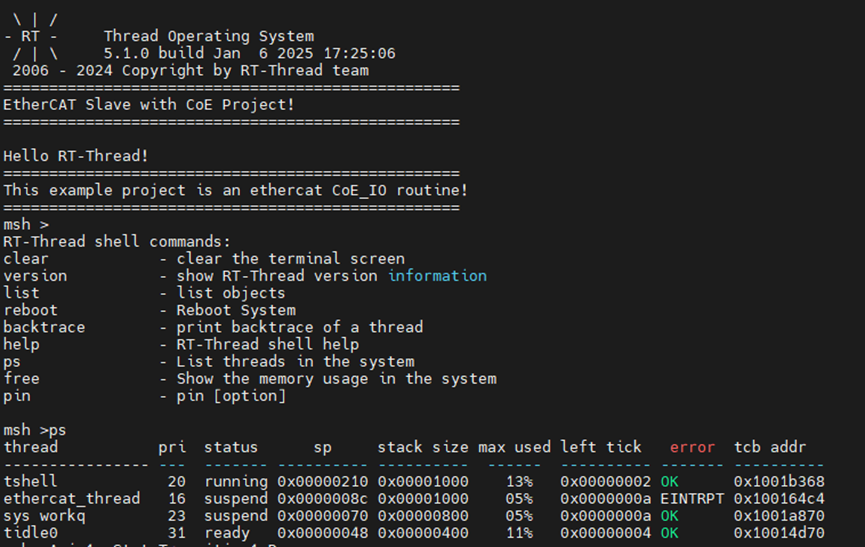 \ | /
- RT -     Thread Operating System
/ | \     5.1.0 build Jan  6 2025 17:25:06
2006 - 2024 Copyright by RT-Thread team
==================================================
EtherCAT Slave with CoE Project!
==================================================
Hello RT-Thread!
==================================================
This example project is an ethercat CoE_IO routine!
==================================================
msh >
RT-Thread shell commands:
clear            - clear the terminal screen
version          - show RT-Thread version information
list             - list objects
reboot           - Reboot System
backtrace        - print backtrace of a thread
help             - RT-Thread shell help
ps               - List threads in the system
free             - Show the memory usage in the system
pin              - pin [option]
msh >ps
thread           pri  status      sp     stack size max used left tick   error  tcb addr
---------------- ---  ------- ---------- ----------  ------  ---------- ------- ----------
tshell            20  running 0x00000210 0x00001000    13%   0x00000002 OK      0x1001b368
ethercat_thread   16  suspend 0x0000008c 0x00001000    05%   0x0000000a EINTRPT 0x100164c4
sys workq         23  suspend 0x00000070 0x00000800    05%   0x0000000a OK      0x1001a870
tidle0            31  ready   0x00000048 0x00000400    11%   0x00000004 OK      0x10014d70